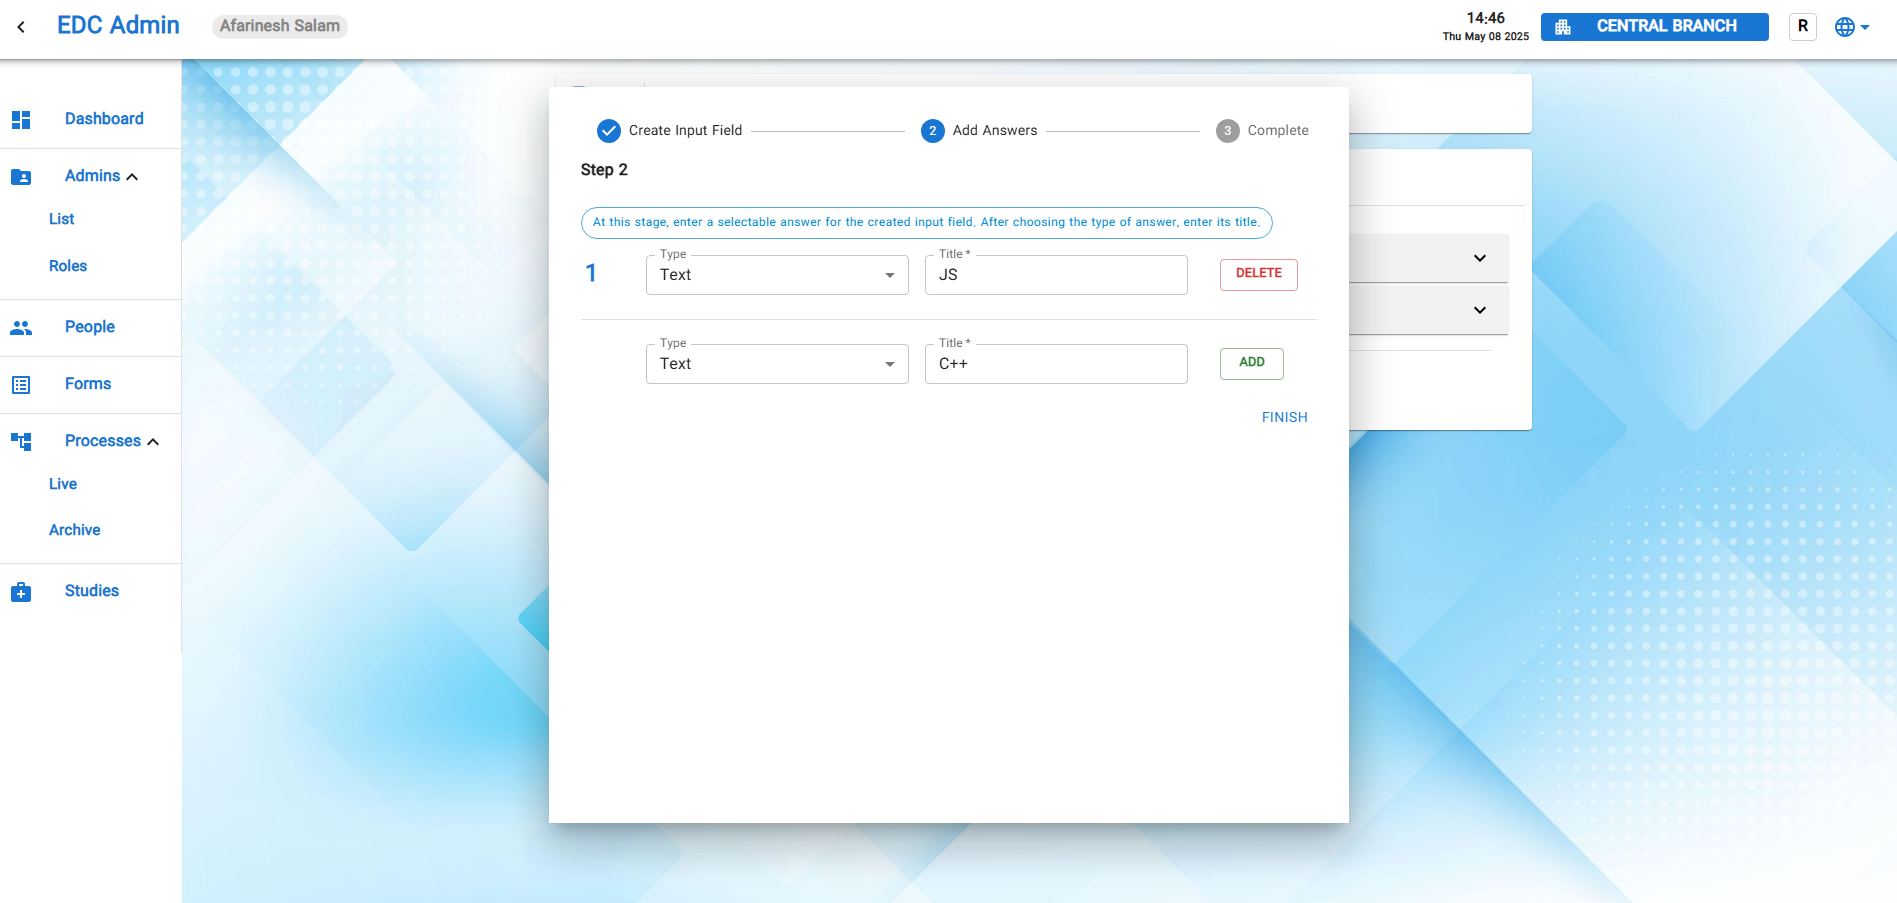 EDC Admin
Afarinesh Salam
14:46
Thu May 08 2025
CENTRAL BRANCH
R
Dashboard
Admins
List
Roles
People
Forms
Processes
Live
Archive
Studies
Create Input Field
2 Add Answers
3 Complete
Step 2
At this stage, enter a selectable answer for the created input field. After choosing the type of answer, enter its title.
1
Type
Text
Title *
JS
DELETE
Type
Text
Title *
C++
ADD
FINISH